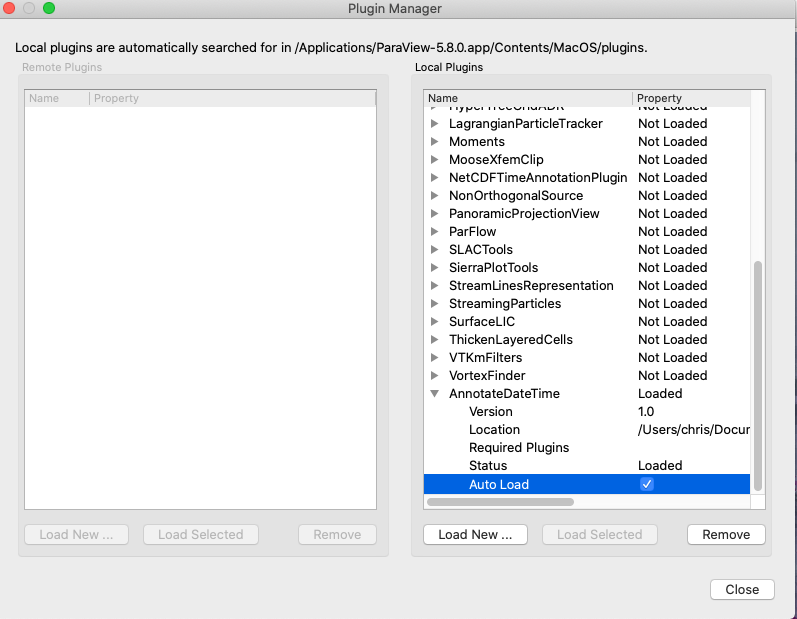 Plugin Manager
Local plugins are automatically searched for in /Applications/ParaView-5.8.0.app/Contents/MacOS/plugins.
Remote Plugins
Local Plugins
Name Property
Name Property
HyperTreeGridADR Not Loaded
LagrangianParticleTracker Not Loaded
Moments Not Loaded
MooseXfemClip Not Loaded
NetCDFTimeAnnotationPlugin Not Loaded
NonOrthogonalSource Not Loaded
PanoramicProjectionView Not Loaded
ParFlow Not Loaded
SLACTools Not Loaded
SierraPlotTools Not Loaded
StreamLinesRepresentation Not Loaded
StreamingParticles Not Loaded
SurfaceLIC Not Loaded
ThickenLayeredCells Not Loaded
VTKmFilters Not Loaded
VortexFinder Not Loaded
AnnotateDateTime Loaded
Version 1.0
Location /Users/chris/Docur
Required Plugins
Status Loaded
Auto Load
Load New ... Load Selected Remove
Load New ... Load Selected Remove
Close